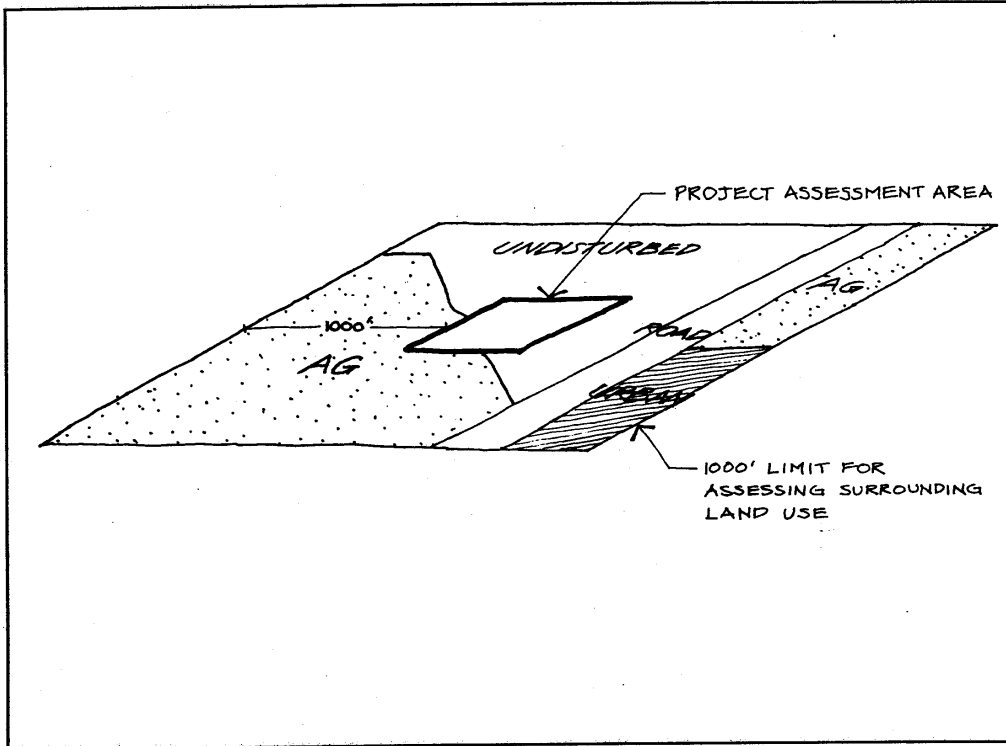 PROJECT ASSESSMENT AREA
UNDISTURBED
AG
1000'
ROAD
AG
URBAN
1000' LIMIT FOR
ASSESSING SURROUNDING
LAND USE